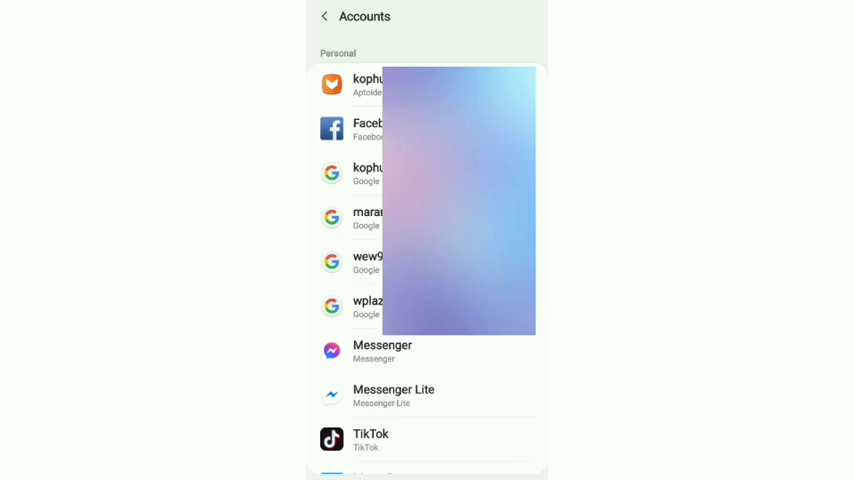 Accounts
Personal
kophu
Aptoide
Faceb
Facebo
kophu
Google
marar
Google
wew9
Google
wplaz
Google
Messenger
Messenger
Messenger Lite
Messenger Lite
TikTok
TikTok